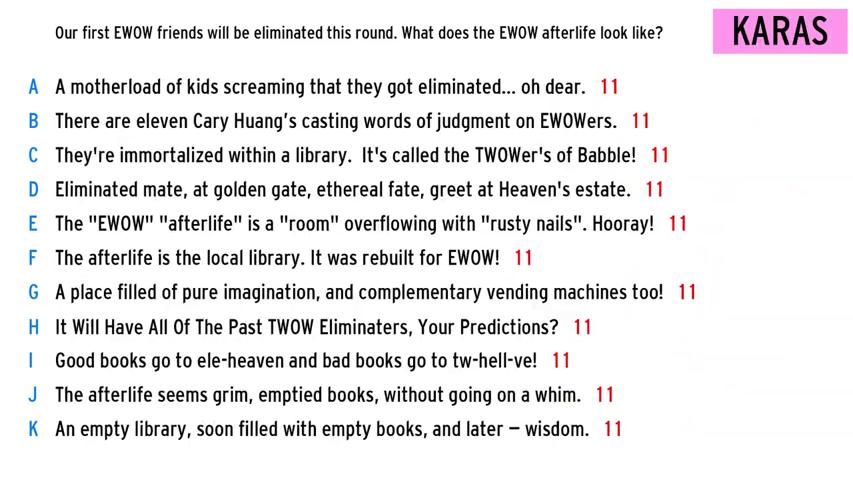 Our first EWOW friends will be eliminated this round. What does the EWOW afterlife look like?
KARAS
A A motherload of kids screaming that they got eliminated... oh dear. 11
B There are eleven Cary Huang's casting words of judgment on EWOWers. 11
C They're immortalized within a library. It's called the TWOWer's of Babble! 11
D Eliminated mate, at golden gate, ethereal fate, greet at Heaven's estate. 11
E The "EWOW" "afterlife" is a "room" overflowing with "rusty nails". Hooray! 11
F The afterlife is the local library. It was rebuilt for EWOW! 11
G A place filled of pure imagination, and complementary vending machines too! 11
H It Will Have All Of The Past TWOW Eliminaters, Your Predictions? 11
I Good books go to ele-heaven and bad books go to tw-hell-ve! 11
J The afterlife seems grim, emptied books, without going on a whim. 11
K An empty library, soon filled with empty books, and later – wisdom. 11